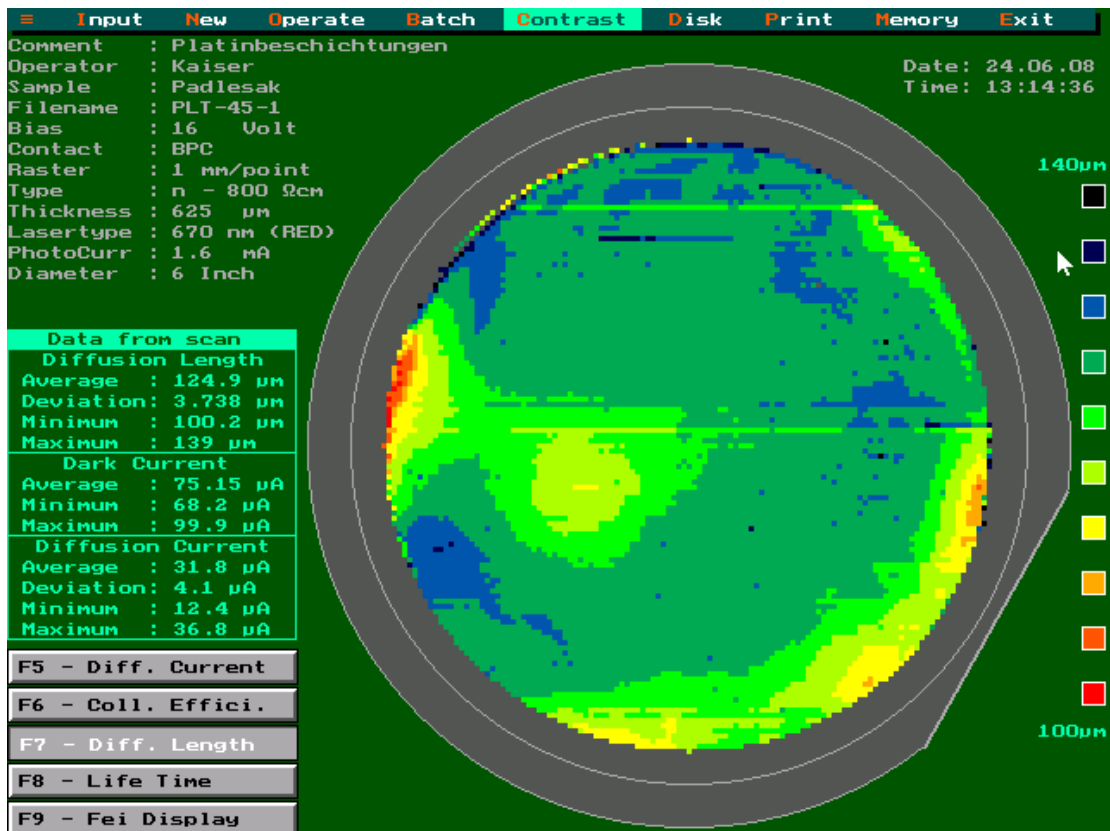 ≡ Input New Operate Batch Contrast Disk Print Memory Exit
Comment : Platinbeschichtungen
Operator : Kaiser
Sample : Padlesak
Filename : PLT-45-1
Bias : 16 Volt
Contact : BPC
Raster : 1 mm/point
Type : n - 800 Ωcm
Thickness : 625 µm
Lasertype : 670 nm (RED)
PhotoCurr : 1.6 mA
Diameter : 6 Inch
Date: 24.06.08
Time: 13:14:36
140µm
100µm
Data from scan
Diffusion Length
Average : 124.9 µm
Deviation: 3.738 µm
Minimum : 100.2 µm
Maximum : 139 µm
Dark Current
Average : 75.15 µA
Minimum : 68.2 µA
Maximum : 99.9 µA
Diffusion Current
Average : 31.8 µA
Deviation: 4.1 µA
Minimum : 12.4 µA
Maximum : 36.8 µA
F5 - Diff. Current
F6 - Coll. Effici.
F7 - Diff. Length
F8 - Life Time
F9 - Fei Display